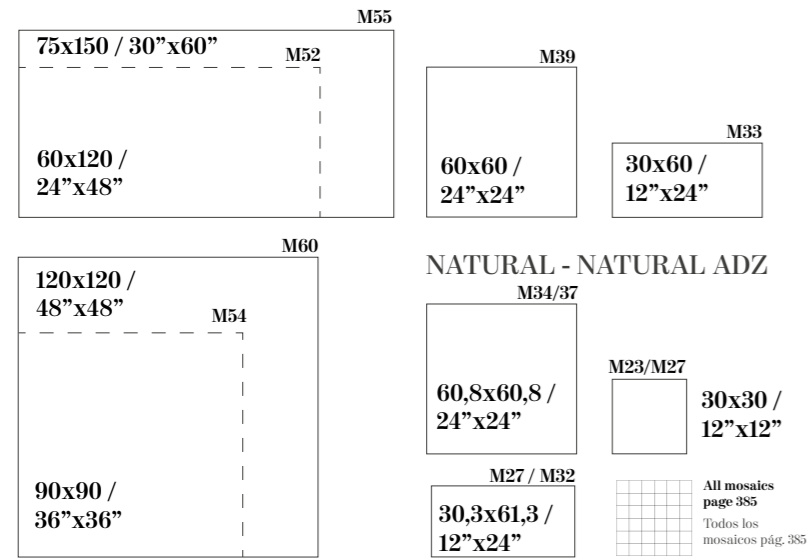 M55
75x150 / 30”x60”
M52
60x120 /
24”x48”
M39
60x60 /
24”x24”
M33
30x60 /
12”x24”
M60
120x120 /
48”x48”
M54
90x90 /
36”x36”
NATURAL - NATURAL ADZ
M34/37
60,8x60,8 /
24”x24”
M23/M27
30x30 /
12”x12”
M27 / M32
30,3x61,3 /
12”x24”
All mosaics
page 385
Todos los
mosaicos pág. 385